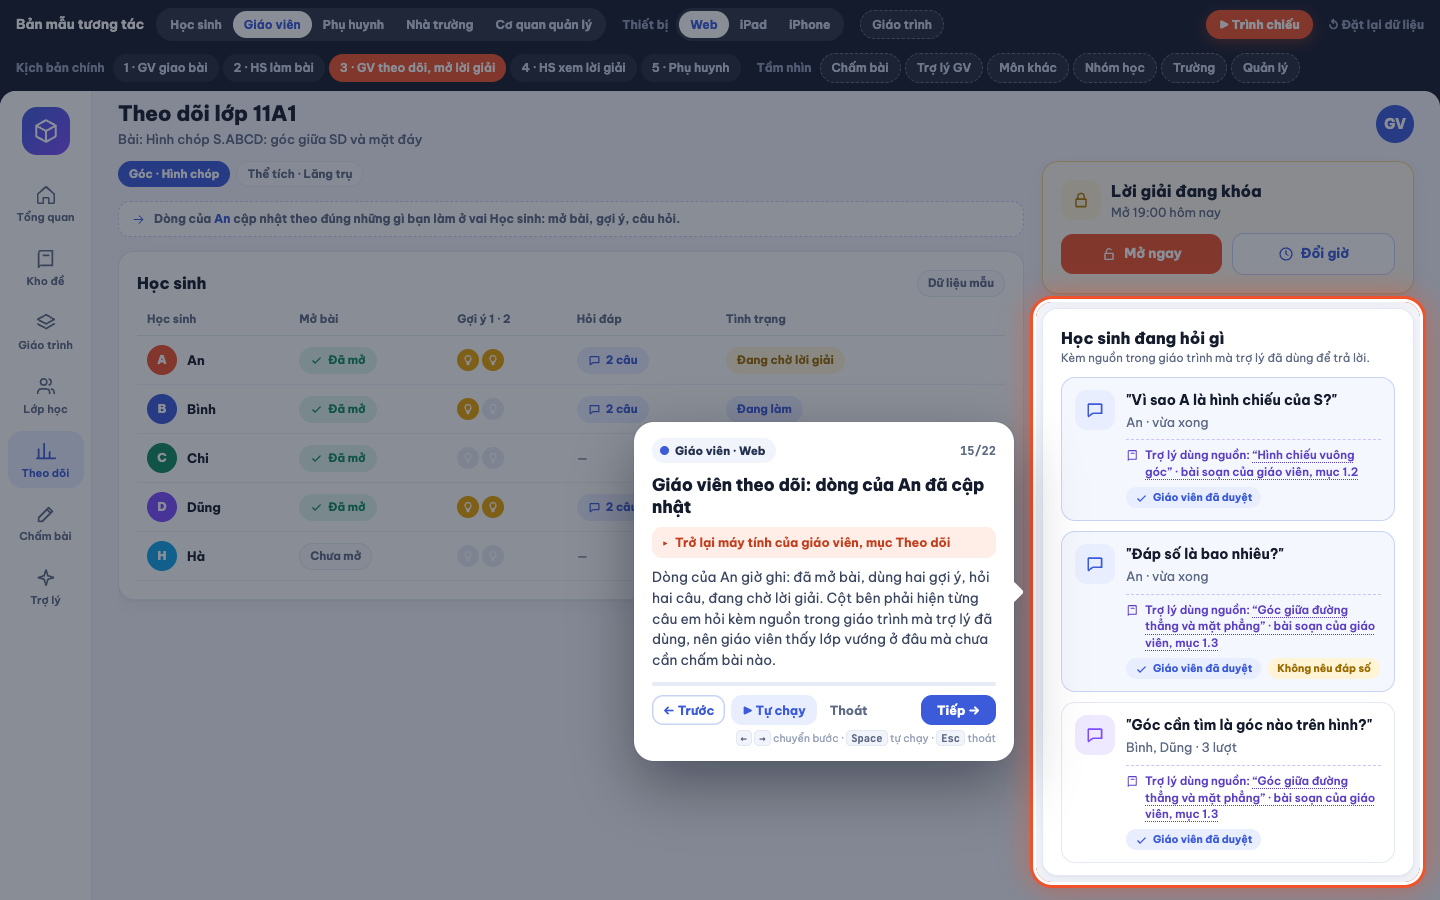 Bản mẫu tương tác
Học sinh
Giáo viên
Phụ huynh
Nhà trường
Cơ quan quản lý
Thiết bị
Web
iPad
iPhone
Giáo trình
Trình chiếu
Đặt lại dữ liệu
Kịch bản chính
1 · GV giao bài
2 · HS làm bài
3 · GV theo dõi, mở lời giải
4 · HS xem lời giải
5 · Phụ huynh
Tầm nhìn
Chấm bài
Trợ lý GV
Môn khác
Nhóm học
Trường
Quản lý
Tổng quan
Kho đề
Giáo trình
Lớp học
Theo dõi
Chấm bài
Trợ lý
Theo dõi lớp 11A1
Bài: Hình chóp S.ABCD: góc giữa SD và mặt đáy
GV
Góc · Hình chóp
Thể tích · Lăng trụ
→ Dòng của An cập nhật theo đúng những gì bạn làm ở vai Học sinh: mở bài, gợi ý, câu hỏi.
Học sinh
Dữ liệu mẫu
Học sinh Mở bài Gợi ý 1 · 2 Hỏi đáp Tình trạng
A An Đã mở 2 câu Đang chờ lời giải
B Bình Đã mở 2 câu Đang làm
C Chi Đã mở —
D Dũng Đã mở 2 câu
H Hà Chưa mở —
Lời giải đang khóa
Mở 19:00 hôm nay
Mở ngay
Đổi giờ
Giáo viên · Web
15/22
Giáo viên theo dõi: dòng của An đã cập
nhật
Trở lại máy tính của giáo viên, mục Theo dõi
Dòng của An giờ ghi: đã mở bài, dùng hai gợi ý, hỏi
hai câu, đang chờ lời giải. Cột bên phải hiện từng
câu em hỏi kèm nguồn trong giáo trình mà trợ lý đã
dùng, nên giáo viên thấy lớp vướng ở đâu mà chưa
cần chấm bài nào.
← Trước
Tự chạy
Thoát
Tiếp →
← → chuyển bước · Space tự chạy · Esc thoát
Học sinh đang hỏi gì
Kèm nguồn trong giáo trình mà trợ lý đã dùng để trả lời.
"Vì sao A là hình chiếu của S?"
An · vừa xong
Trợ lý dùng nguồn: “Hình chiếu vuông
góc” · bài soạn của giáo viên, mục 1.2
Giáo viên đã duyệt
"Đáp số là bao nhiêu?"
An · vừa xong
Trợ lý dùng nguồn: “Góc giữa đường
thẳng và mặt phẳng” · bài soạn của giáo
viên, mục 1.3
Giáo viên đã duyệt
Không nêu đáp số
"Góc cần tìm là góc nào trên hình?"
Bình, Dũng · 3 lượt
Trợ lý dùng nguồn: “Góc giữa đường
thẳng và mặt phẳng” · bài soạn của giáo
viên, mục 1.3
Giáo viên đã duyệt